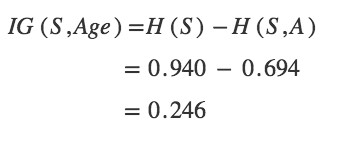 IG (S,Age) =H (S) − H (S,A)
= 0.940 − 0.694
= 0.246